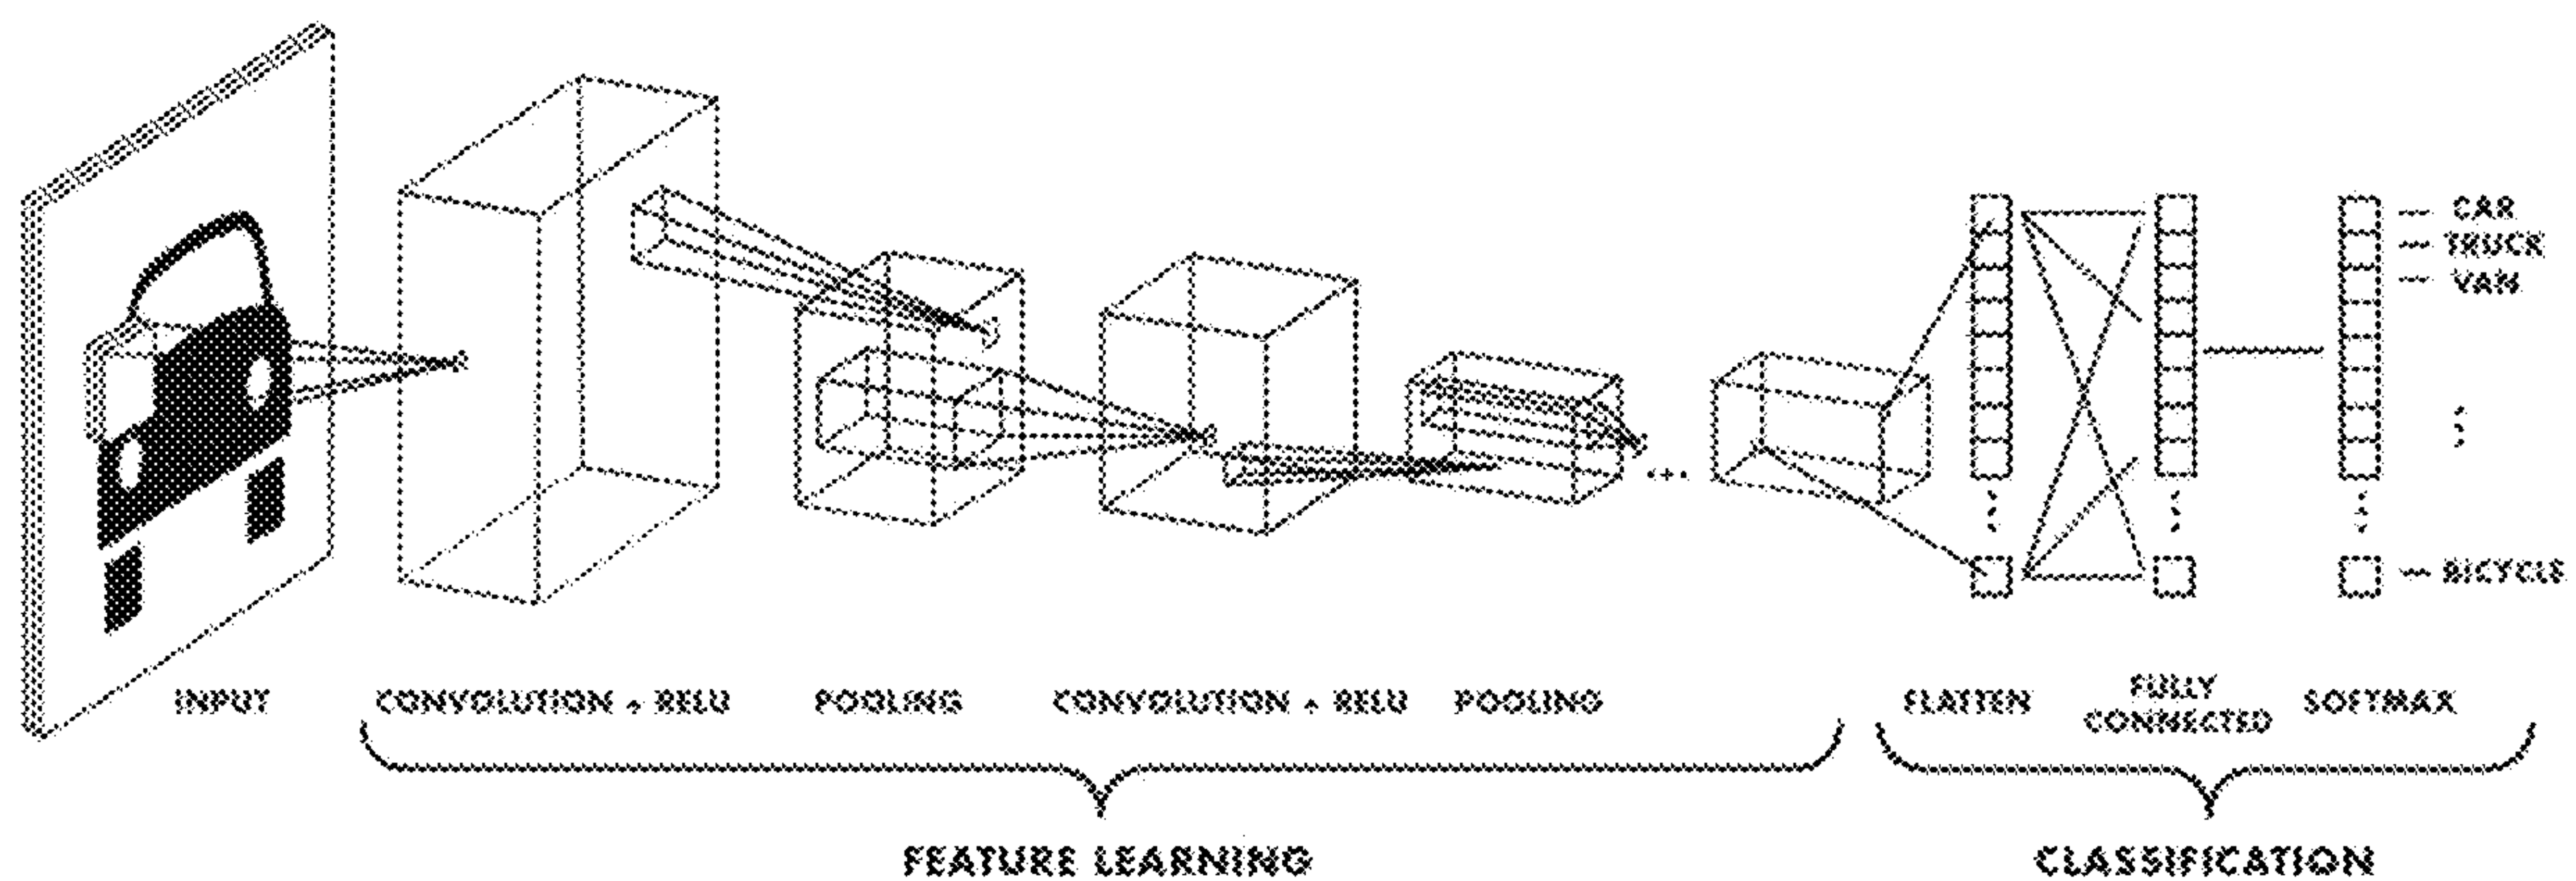 CAR
TRUCK
VAN
BICYCLE
INPUT
CONVOLUTION + RELU
POOLING
CONVOLUTION + RELU
POOLING
FLATTEN
FULLY
CONNECTED
SOFTMAX
FEATURE LEARNING
CLASSIFICATION